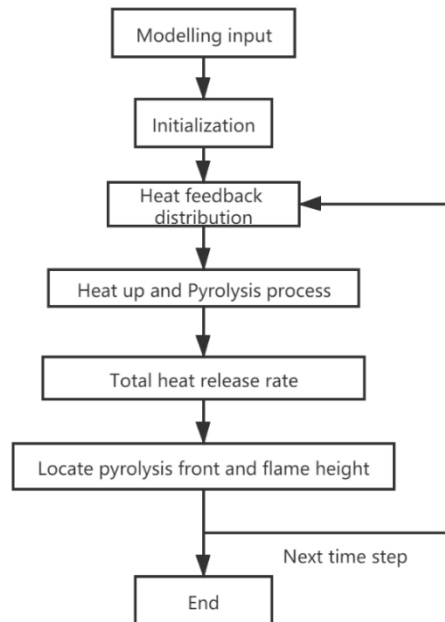 Modelling input
Initialization
Heat feedback
distribution
Heat up and Pyrolysis process
Total heat release rate
Locate pyrolysis front and flame height
Next time step
End